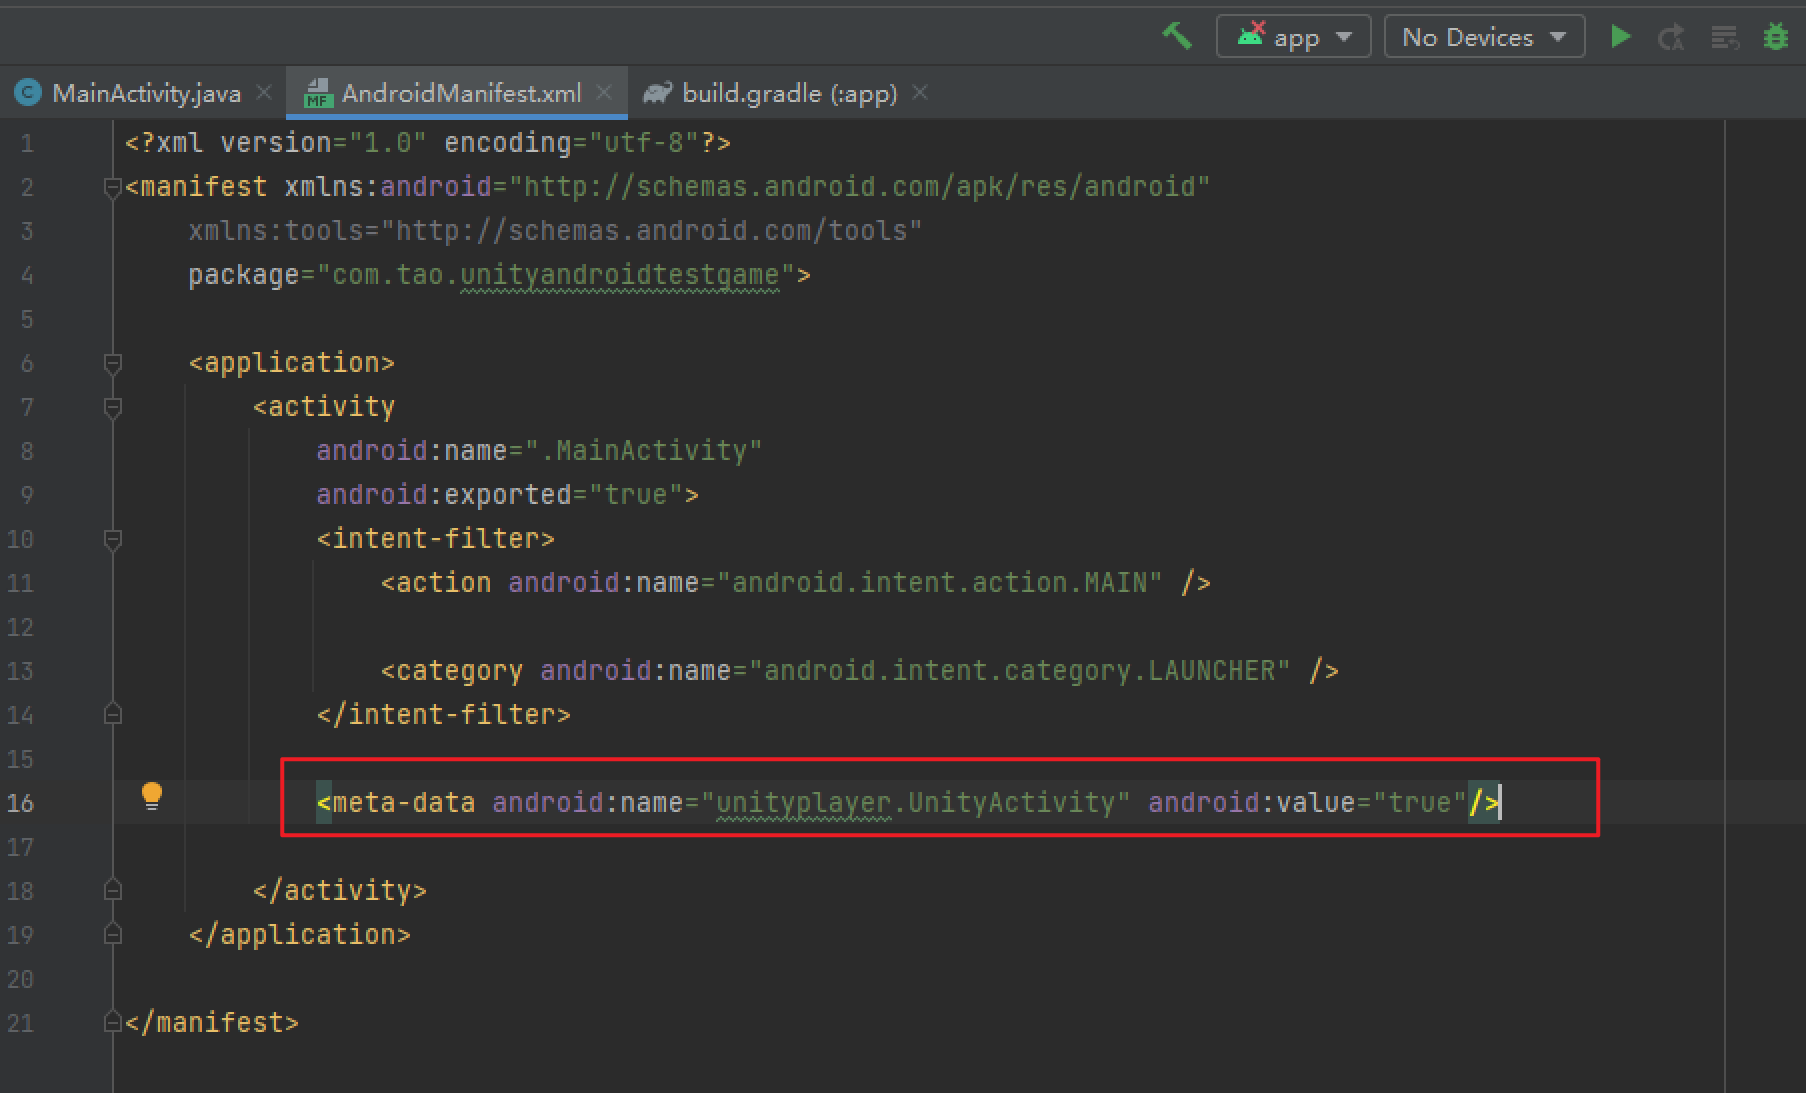 app
No Devices
C MainActivity.java
MF AndroidManifest.xml
build.gradle (:app)
1 <?xml version="1.0" encoding="utf-8"?>
2 <manifest xmlns:android="http://schemas.android.com/apk/res/android"
3 xmlns:tools="http://schemas.android.com/tools"
4 package="com.tao.unityandroidtestgame">
5
6 <application>
7 <activity
8 android:name=".MainActivity"
9 android:exported="true">
10 <intent-filter>
11 <action android:name="android.intent.action.MAIN" />
12
13 <category android:name="android.intent.category.LAUNCHER" />
14 </intent-filter>
15
16 <meta-data android:name="unityplayer.UnityActivity" android:value="true"/>
17
18 </activity>
19 </application>
20
21 </manifest>